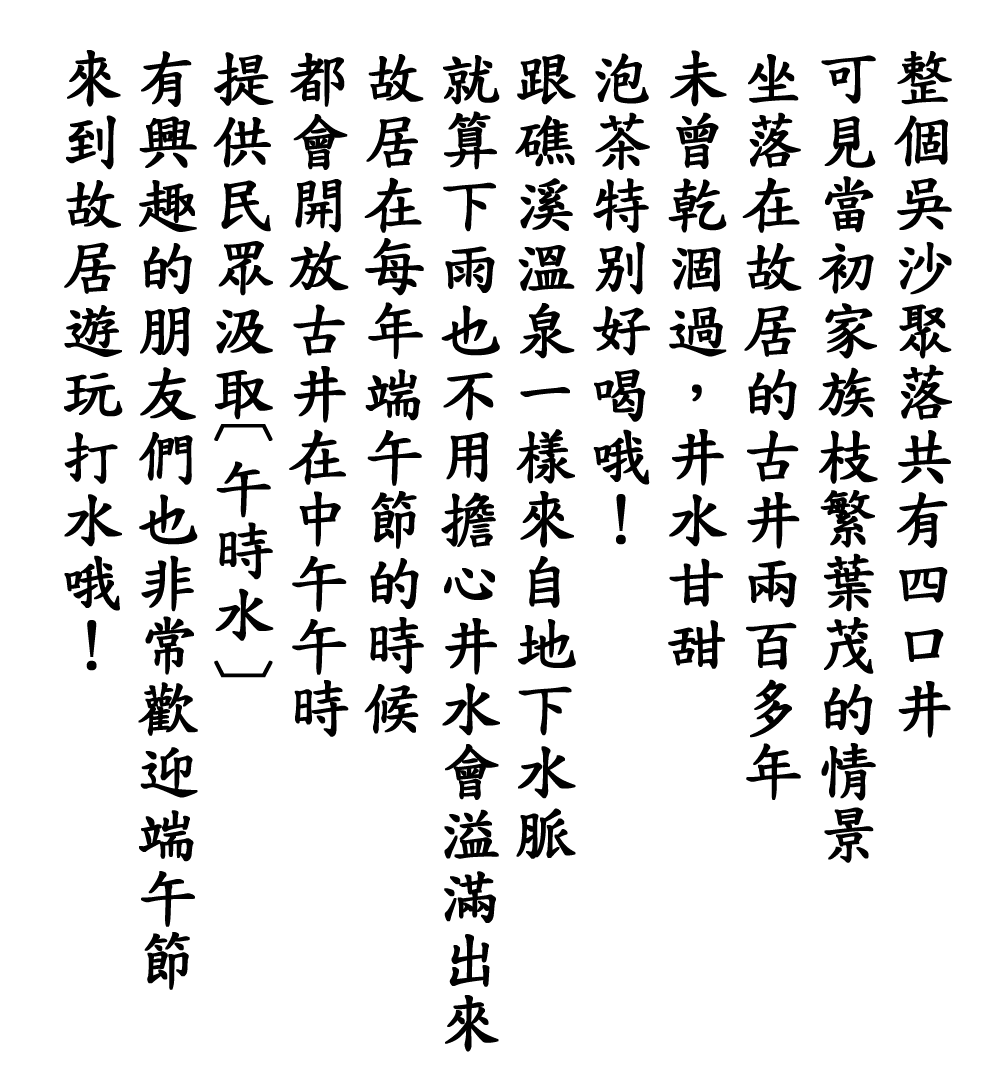 整個吳沙聚落共有四口井
可見當初家族枝繁葉茂的情景
坐落在故居的古井兩百多年
未曾乾涸過，井水甘甜
泡茶特別好喝哦！
跟礁溪溫泉一樣來自地下水脈
就算下雨也不用擔心井水會溢滿出來
故居在每年端午節的時候
都會開放古井在中午午時
提供民眾汲取〔午時水〕
有興趣的朋友們也非常歡迎端午節
來到故居遊玩打水哦！